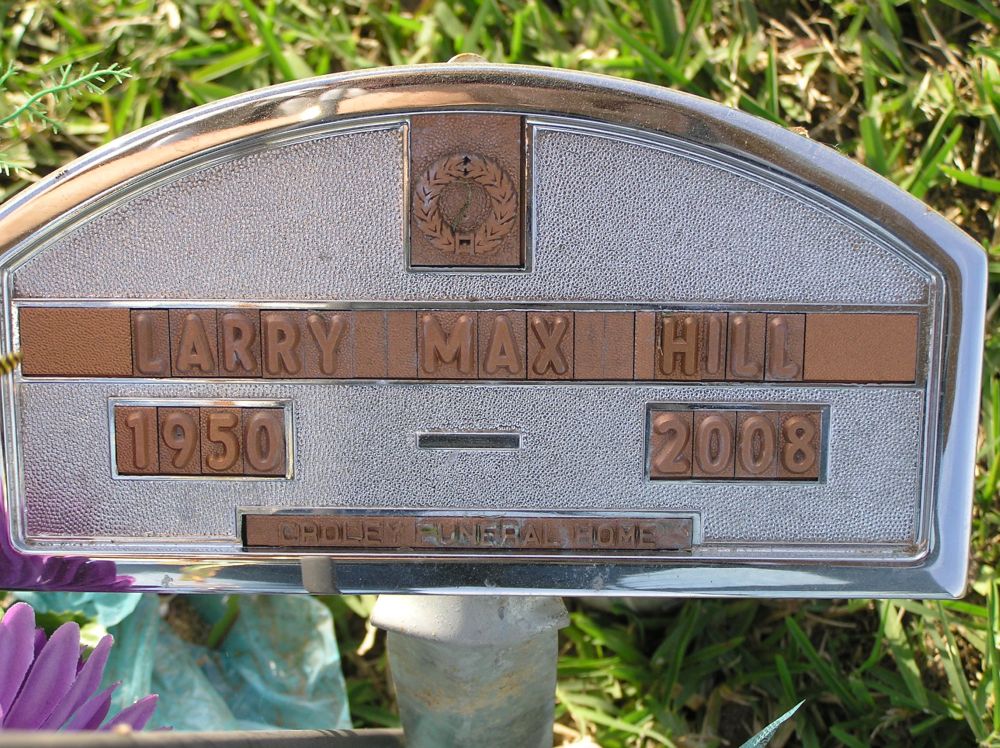 LARRY MAX HILL
1950 - 2008
CROLEY FUNERAL HOME